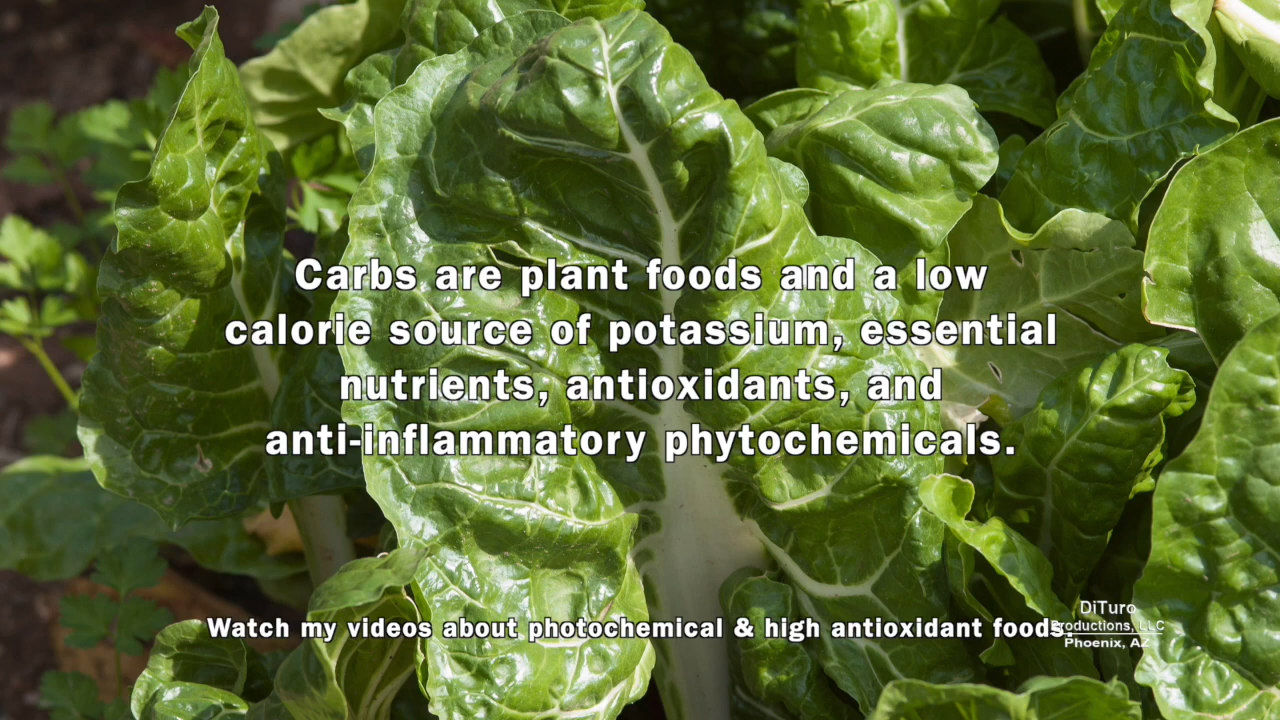 Carbs are plant foods and a low
calorie source of potassium, essential
nutrients, antioxidants, and
anti-inflammatory phytochemicals.
Watch my videos about photochemical & high antioxidant foods.
DiTuro
Productions, LLC
Phoenix, AZ